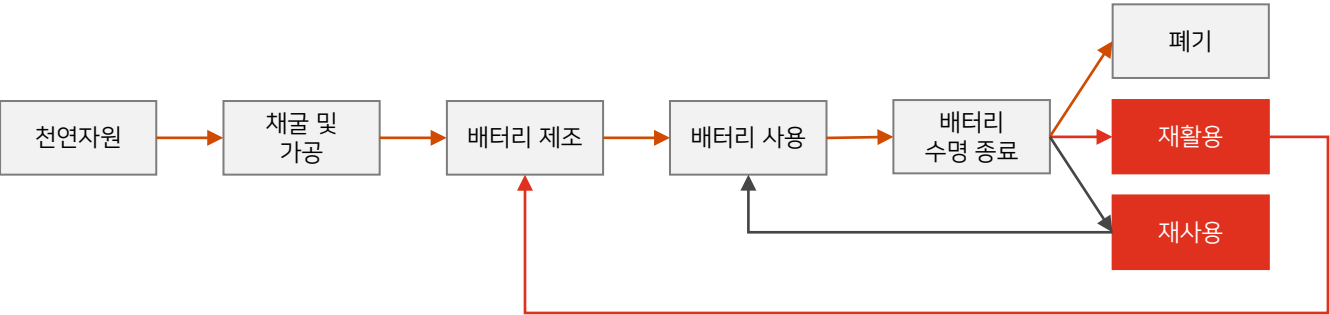 천연자원
채굴 및
가공
배터리 제조
배터리 사용
배터리
수명 종료
폐기
재활용
재사용